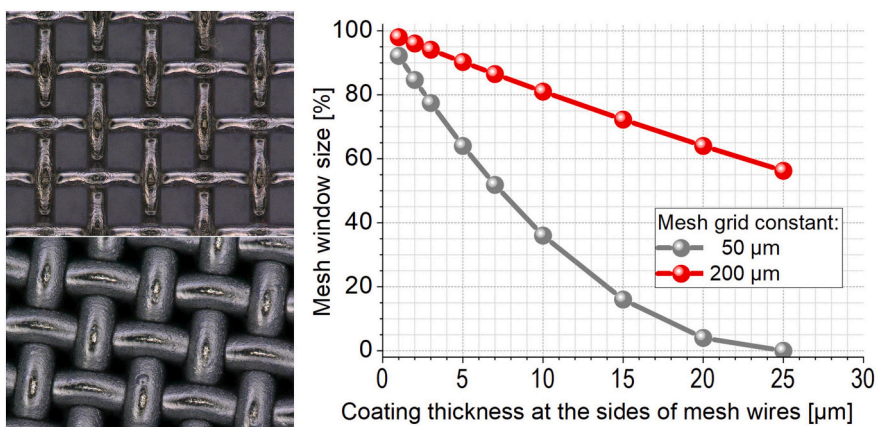 Mesh window size [%]
100
80
60
40
20
0
Mesh grid constant:
50 µm
200 µm
0 5 10 15 20 25 30
Coating thickness at the sides of mesh wires [µm]